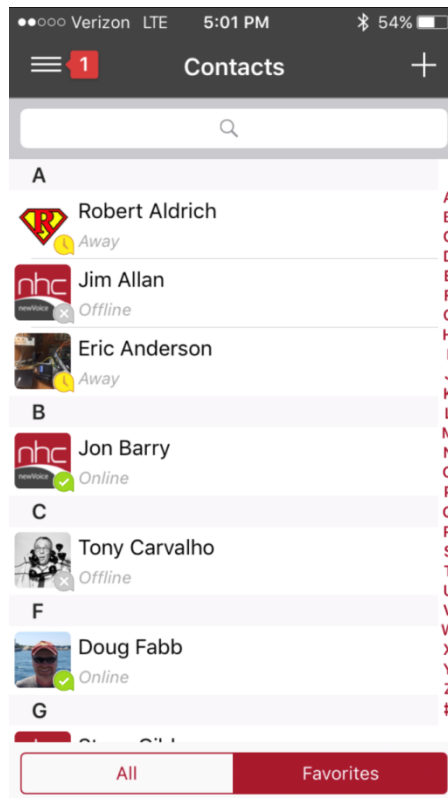 Verizon LTE 5:01 PM 54%
1 Contacts +
A
Robert Aldrich
Away
nhc
newVoice
Jim Allan
Offline
Eric Anderson
Away
B
nhc
newVoice
Jon Barry
Online
C
Tony Carvalho
Offline
F
Doug Fabb
Online
G
All Favorites